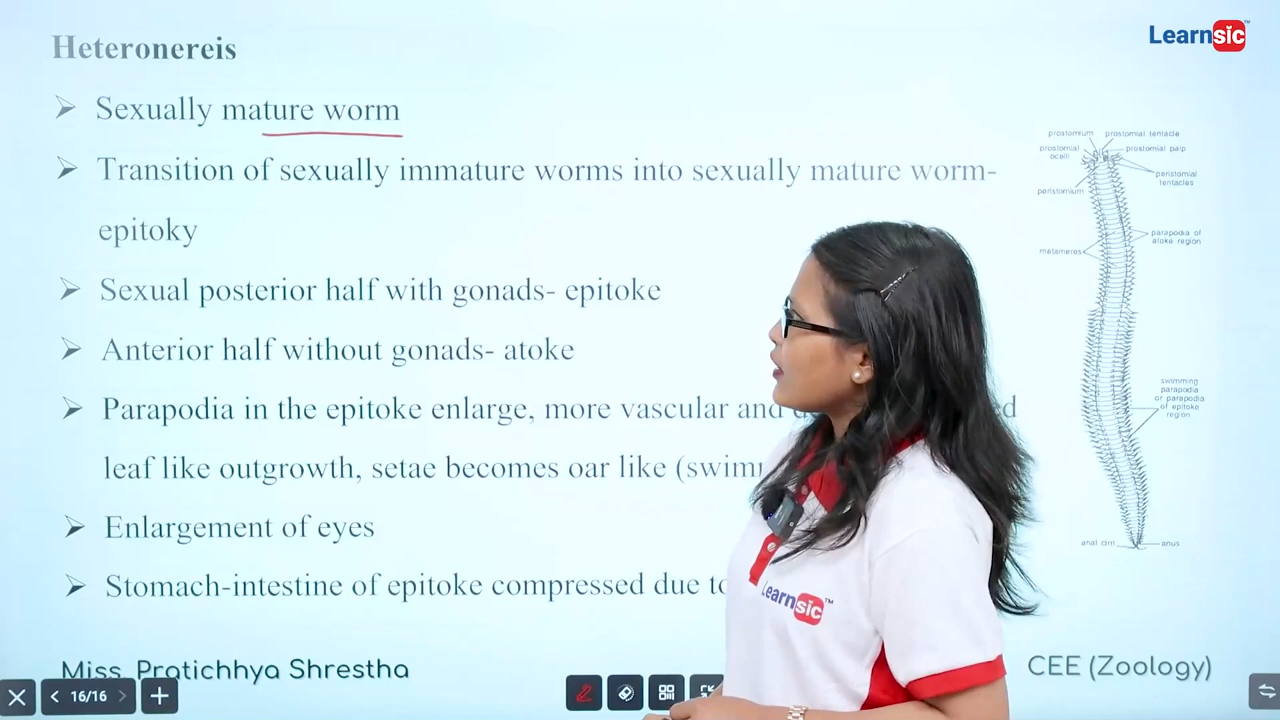 Heteronereis
Learnsic
Sexually mature worm
Transition of sexually immature worms into sexually mature worm-
epitoky
Sexual posterior half with gonads- epitoke
Anterior half without gonads- atoke
Parapodia in the epitoke enlarge, more vascular and
leaf like outgrowth, setae becomes oar like
Enlargement of eyes
Stomach-intestine of epitoke compressed due to
prostomium
prostomial tentacle
prostomial
ocelli
prostomial palp
peristomial
tentacles
peristomium
parapodia of
atoke region
metameres
swimming
parapodia
or parapodia
of epitoke
region
anal cirri
anus
Learnsic
TM
Miss Pratichhya Shrestha
CEE (Zoology)
16/16